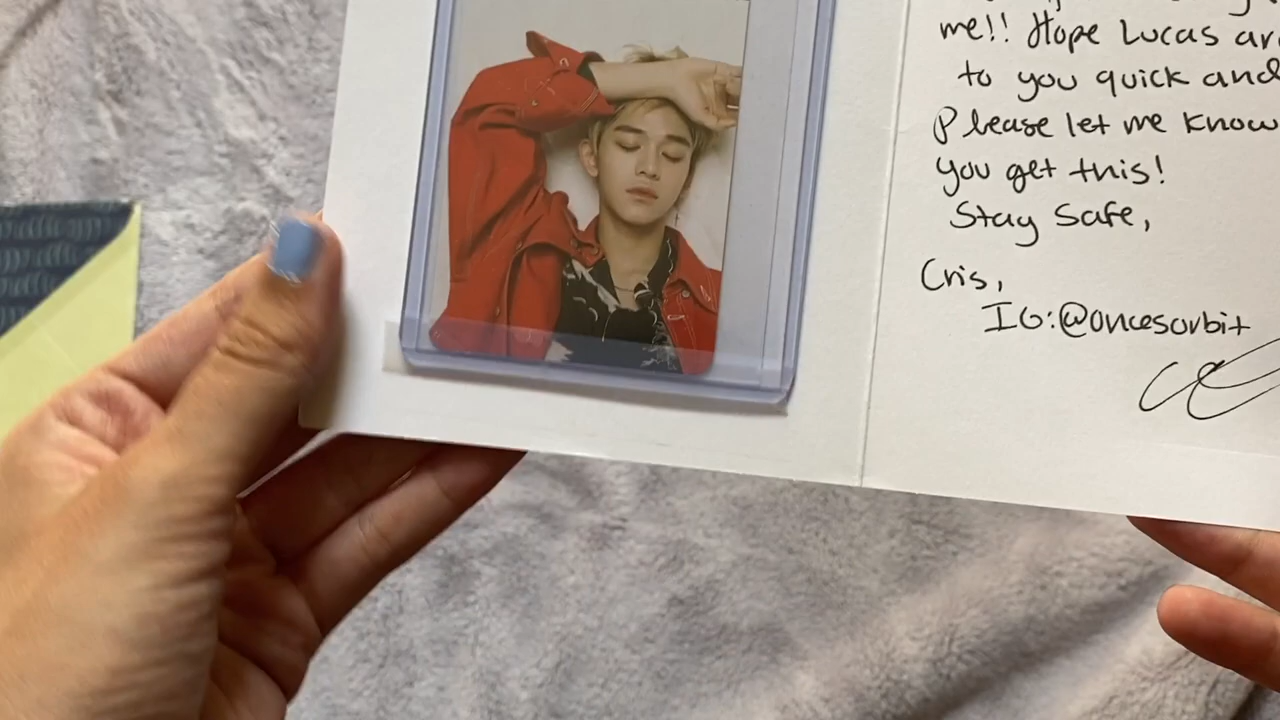 me!! Hope Lucas
to you quick and
Please let me know
you get this!
Stay safe,
Cris,
IG:@oncesorbit